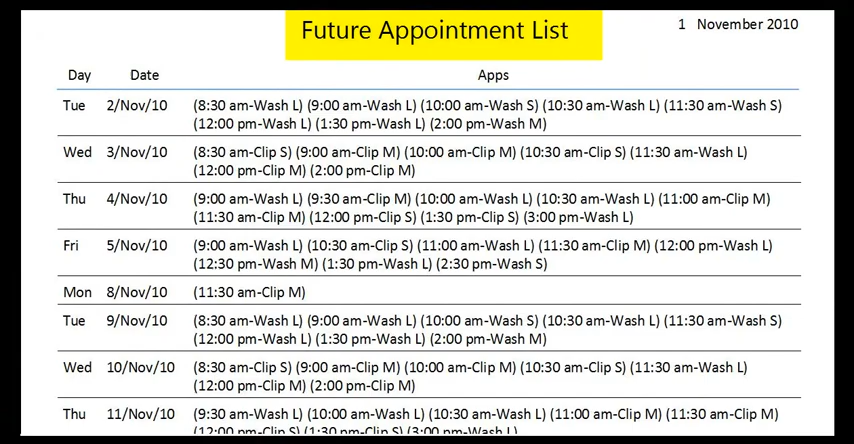 Future Appointment List
1 November 2010
Day Date Apps
Tue 2/Nov/10 (8:30 am-Wash L) (9:00 am-Wash L) (10:00 am-Wash S) (10:30 am-Wash L) (11:30 am-Wash S)
(12:00 pm-Wash L) (1:30 pm-Wash L) (2:00 pm-Wash M)
Wed 3/Nov/10 (8:30 am-Clip S) (9:00 am-Clip M) (10:00 am-Clip M) (10:30 am-Clip S) (11:30 am-Wash L)
(12:00 pm-Clip M) (2:00 pm-Clip M)
Thu 4/Nov/10 (9:00 am-Wash L) (9:30 am-Clip M) (10:00 am-Wash L) (10:30 am-Wash L) (11:00 am-Clip M)
(11:30 am-Clip M) (12:00 pm-Clip S) (1:30 pm-Clip S) (3:00 pm-Wash L)
Fri 5/Nov/10 (9:00 am-Wash L) (10:30 am-Clip S) (11:00 am-Wash L) (11:30 am-Clip M) (12:00 pm-Wash L)
(12:30 pm-Wash M) (1:30 pm-Wash L) (2:30 pm-Wash S)
Mon 8/Nov/10 (11:30 am-Clip M)
Tue 9/Nov/10 (8:30 am-Wash L) (9:00 am-Wash L) (10:00 am-Wash S) (10:30 am-Wash L) (11:30 am-Wash S)
(12:00 pm-Wash L) (1:30 pm-Wash L) (2:00 pm-Wash M)
Wed 10/Nov/10 (8:30 am-Clip S) (9:00 am-Clip M) (10:00 am-Clip M) (10:30 am-Clip S) (11:30 am-Wash L)
(12:00 pm-Clip M) (2:00 pm-Clip M)
Thu 11/Nov/10 (9:30 am-Wash L) (10:00 am-Wash L) (10:30 am-Wash L) (11:00 am-Clip M) (11:30 am-Clip M)
(12:00 pm-Clip S) (1:30 pm-Clip S) (3:00 pm-Wash L)